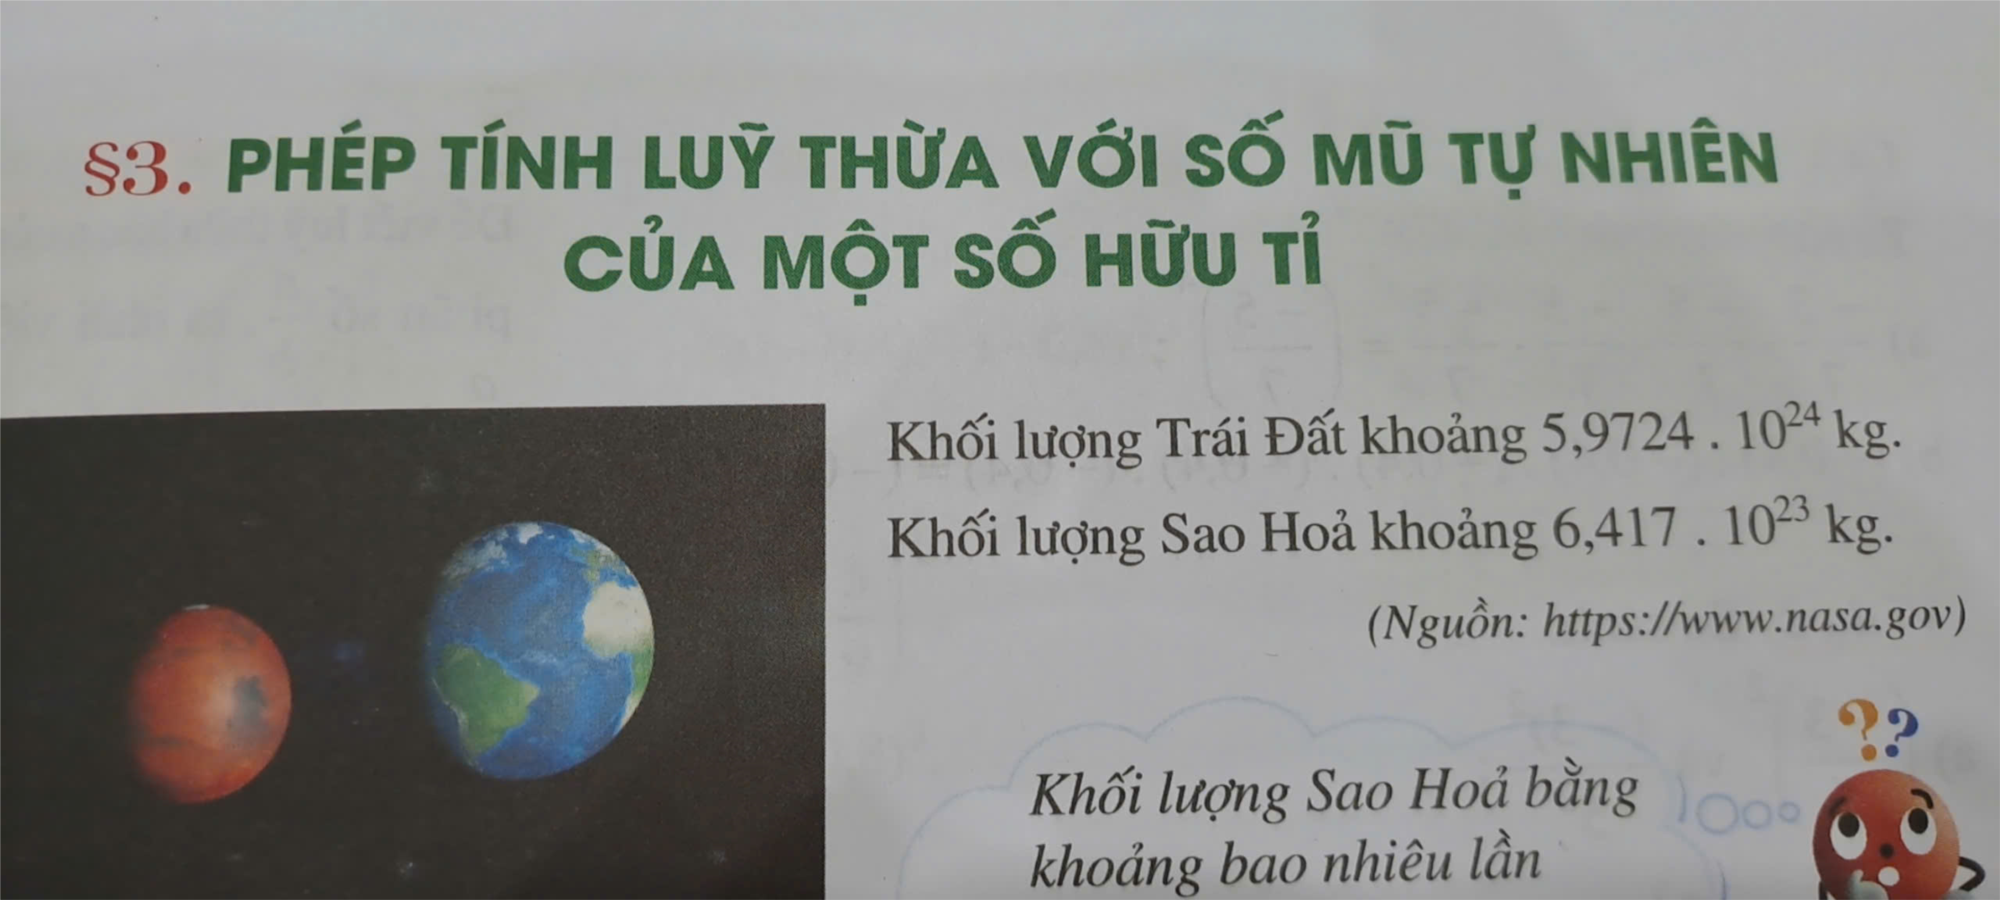 §3. PHÉP TÍNH LUỸ THỪA VỚI SỐ MŨ TỰ NHIÊN
CỦA MỘT SỐ HỮU TỈ
Khối lượng Trái Đất khoảng 5,9724 . 10²⁴ kg.
Khối lượng Sao Hoả khoảng 6,417 . 10²³ kg.
(Nguồn: https://www.nasa.gov)
??
Khối lượng Sao Hoả bằng
khoảng bao nhiêu lần